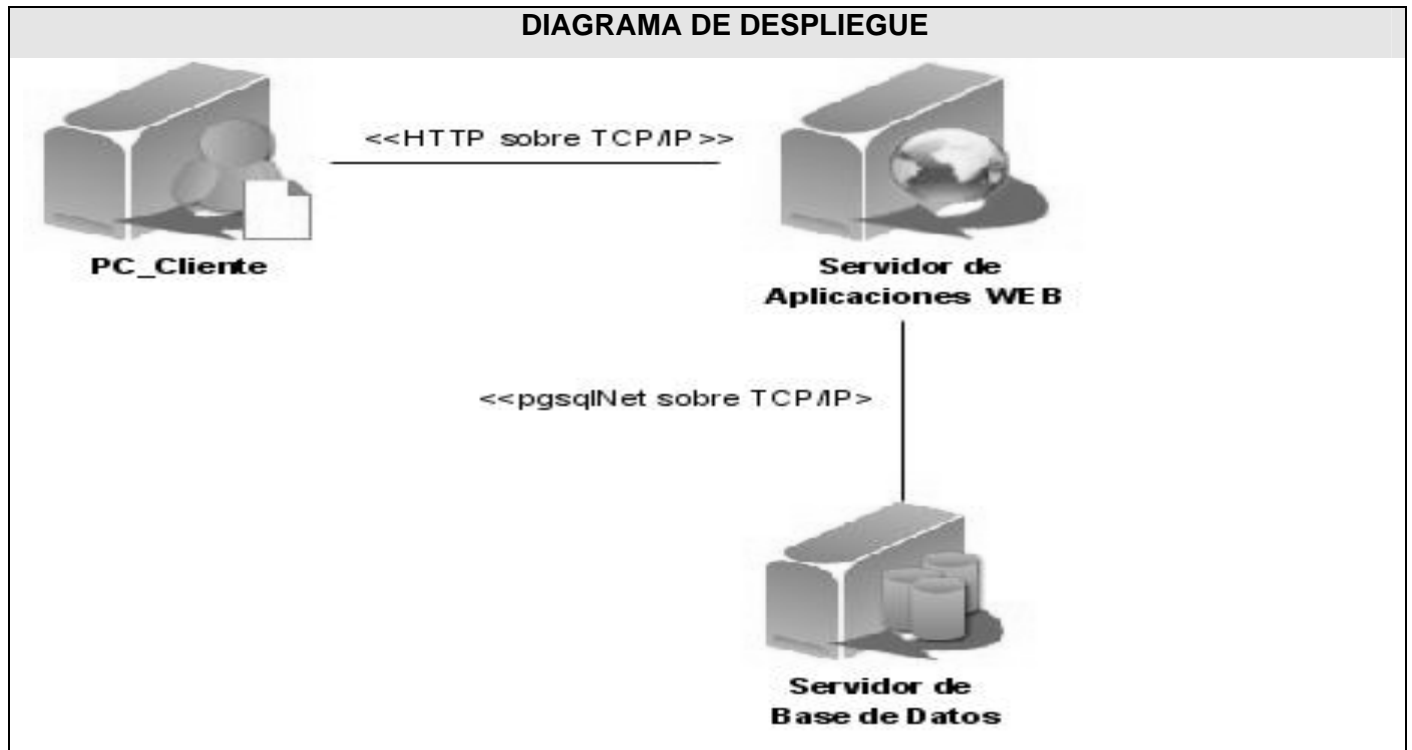 DIAGRAMA DE DESPLIEGUE
<<HTTP sobre TCP/IP>>
PC_Cliente
Servidor de
Aplicaciones WEB
<<pgsqlNet sobre TCP/IP>
Servidor de
Base de Datos